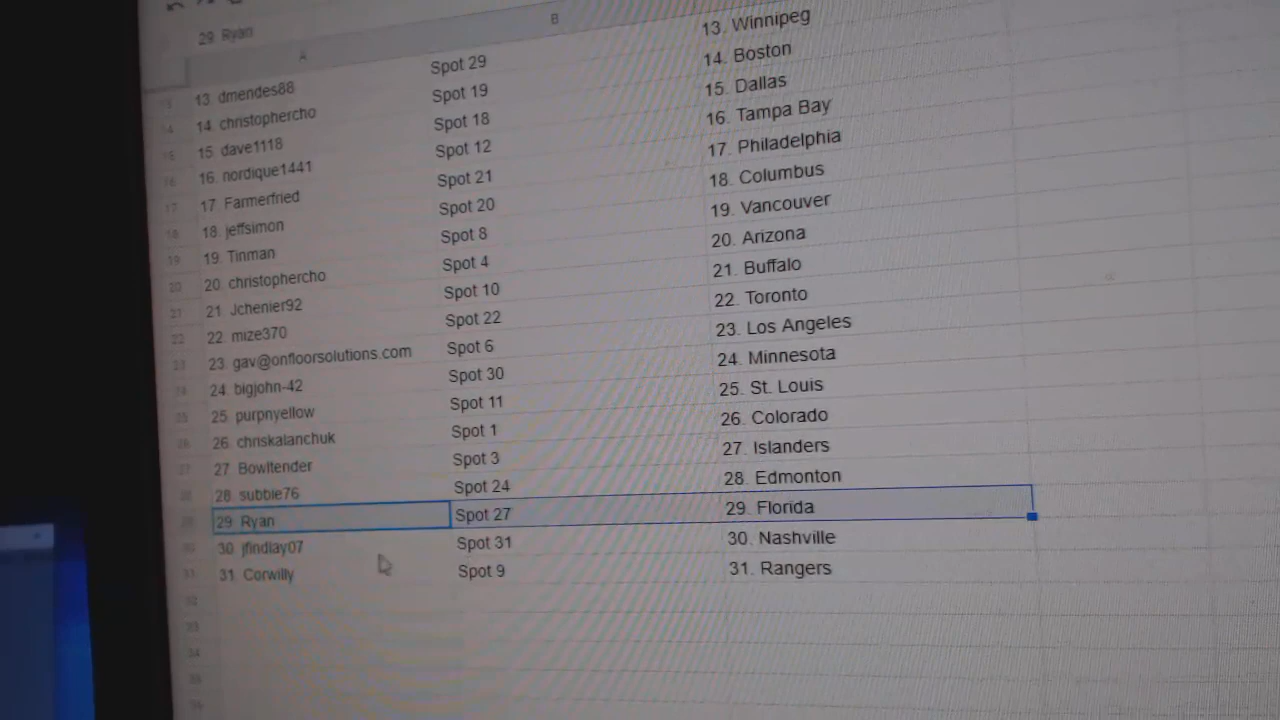 29 Ryan
A B
13 dmendes88 Spot 29 13. Winnipeg
14 christophercho Spot 19 14. Boston
15 dave1118 Spot 18 15. Dallas
16 nordique1441 Spot 12 16. Tampa Bay
17 Farmerfried Spot 21 17. Philadelphia
18 jeffsimon Spot 20 18. Columbus
19 Tinman Spot 8 19. Vancouver
20 christophercho Spot 4 20. Arizona
21 Jchenier92 Spot 10 21. Buffalo
22 mize370 Spot 22 22. Toronto
23 gav@onfloorsolutions.com Spot 6 23. Los Angeles
24 bigjohn-42 Spot 30 24. Minnesota
25 purpnyellow Spot 11 25. St. Louis
26 chriskalanchuk Spot 1 26. Colorado
27 Bowltender Spot 3 27. Islanders
28 subbie76 Spot 24 28. Edmonton
29 Ryan Spot 27 29. Florida
30 jfindlay07 Spot 31 30. Nashville
31 Corwilly Spot 9 31. Rangers